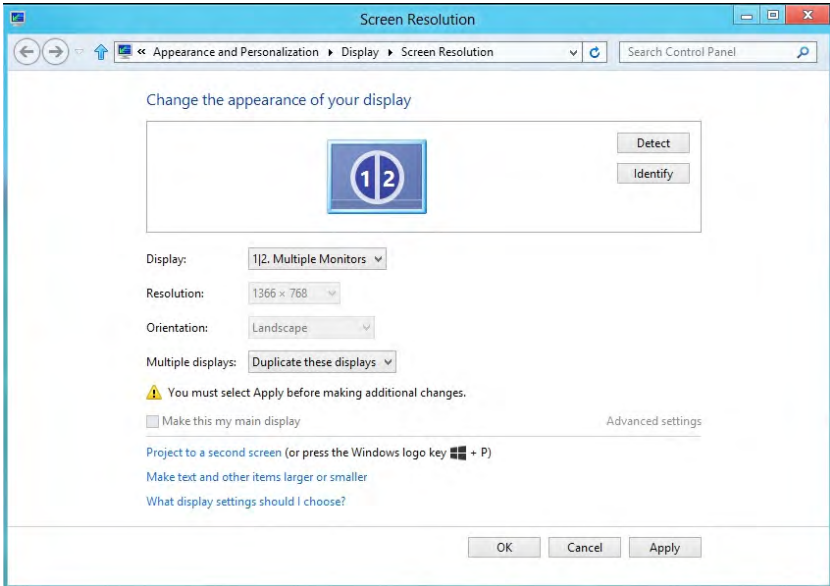 Screen Resolution
« Appearance and Personalization ▸ Display ▸ Screen Resolution
Search Control Panel
Change the appearance of your display
Detect
Identify
1|2
Display: 1|2. Multiple Monitors
Resolution: 1366 × 768
Orientation: Landscape
Multiple displays: Duplicate these displays
You must select Apply before making additional changes.
Make this my main display Advanced settings
Project to a second screen (or press the Windows logo key + P)
Make text and other items larger or smaller
What display settings should I choose?
OK Cancel Apply